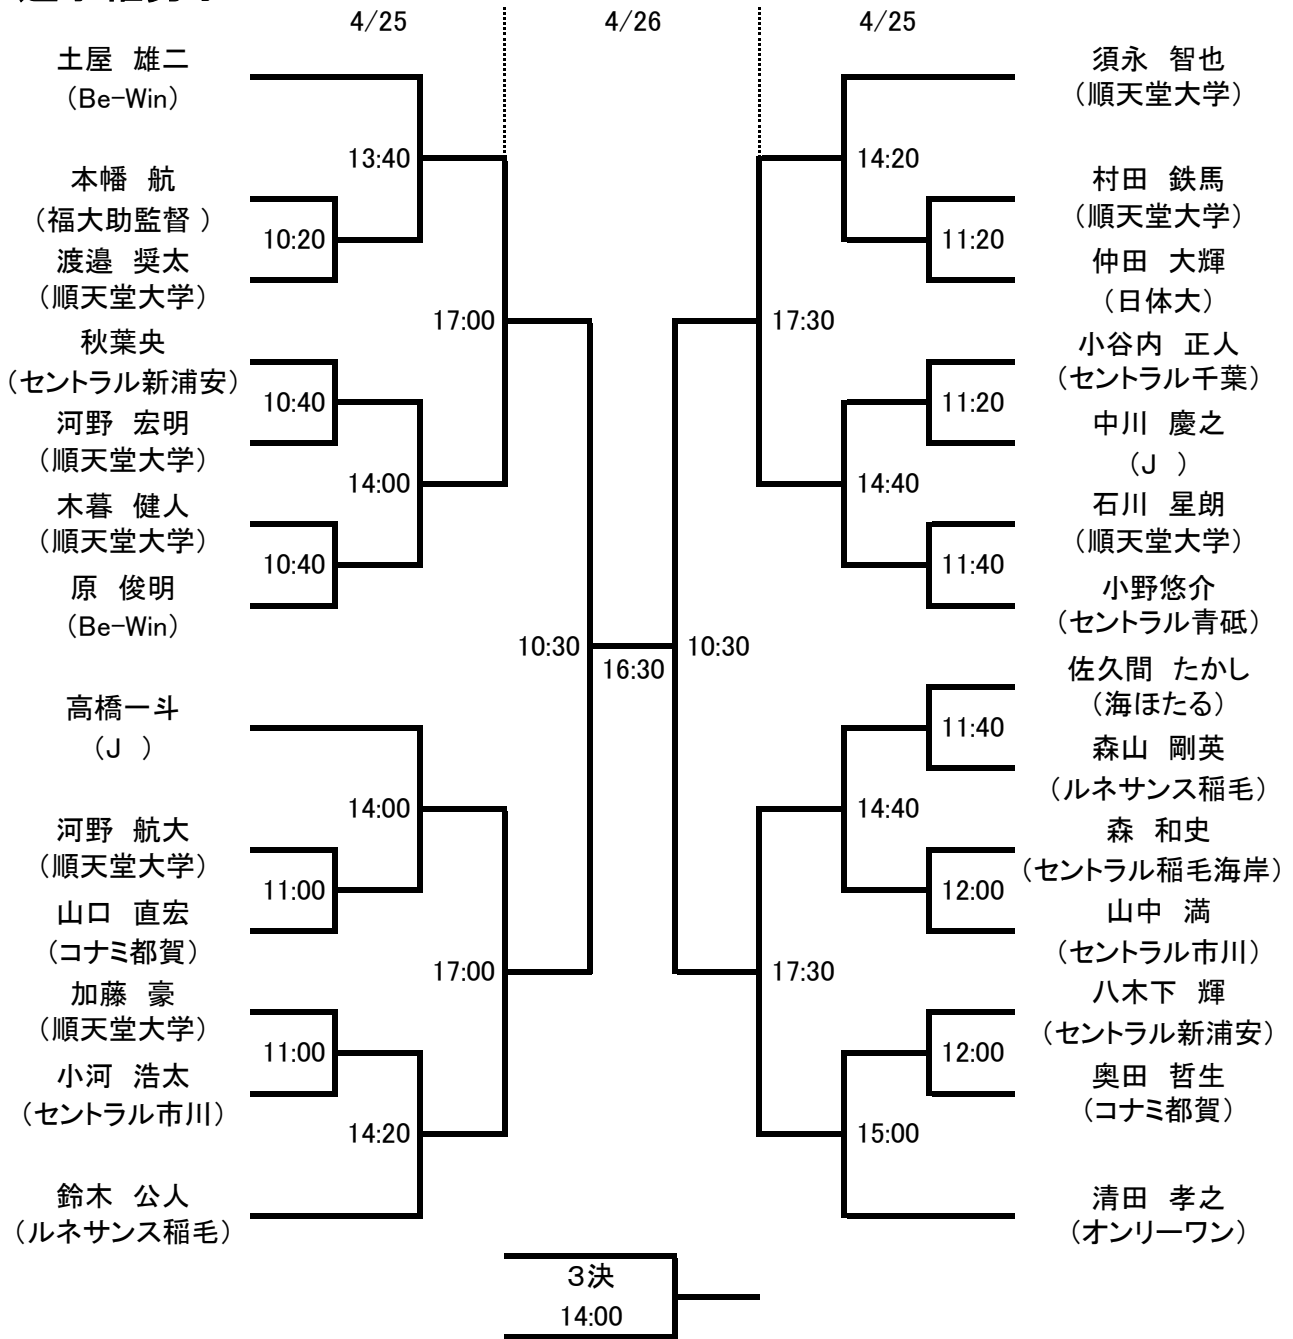 4/25
4/26
4/25
土屋 雄二
(Be-Win)
13:40
本幡 航
(福大助監督 )
10:20
渡邉 奨太
(順天堂大学)
17:00
秋葉央
(セントラル新浦安)
10:40
河野 宏明
(順天堂大学)
14:00
木暮 健人
(順天堂大学)
10:40
原 俊明
(Be-Win)
10:30
16:30
10:30
高橋一斗
(J )
14:00
河野 航大
(順天堂大学)
11:00
山口 直宏
(コナミ都賀)
17:00
加藤 豪
(順天堂大学)
11:00
小河 浩太
(セントラル市川)
14:20
鈴木 公人
(ルネサンス稲毛)
須永 智也
(順天堂大学)
14:20
村田 鉄馬
(順天堂大学)
11:20
仲田 大輝
(日体大)
17:30
小谷内 正人
(セントラル千葉)
11:20
中川 慶之
(J )
14:40
石川 星朗
(順天堂大学)
11:40
小野悠介
(セントラル青砥)
佐久間 たかし
(海ほたる)
11:40
森山 剛英
(ルネサンス稲毛)
14:40
森 和史
(セントラル稲毛海岸)
12:00
山中 満
(セントラル市川)
17:30
八木下 輝
(セントラル新浦安)
12:00
奥田 哲生
(コナミ都賀)
15:00
清田 孝之
(オンリーワン)
3決
14:00